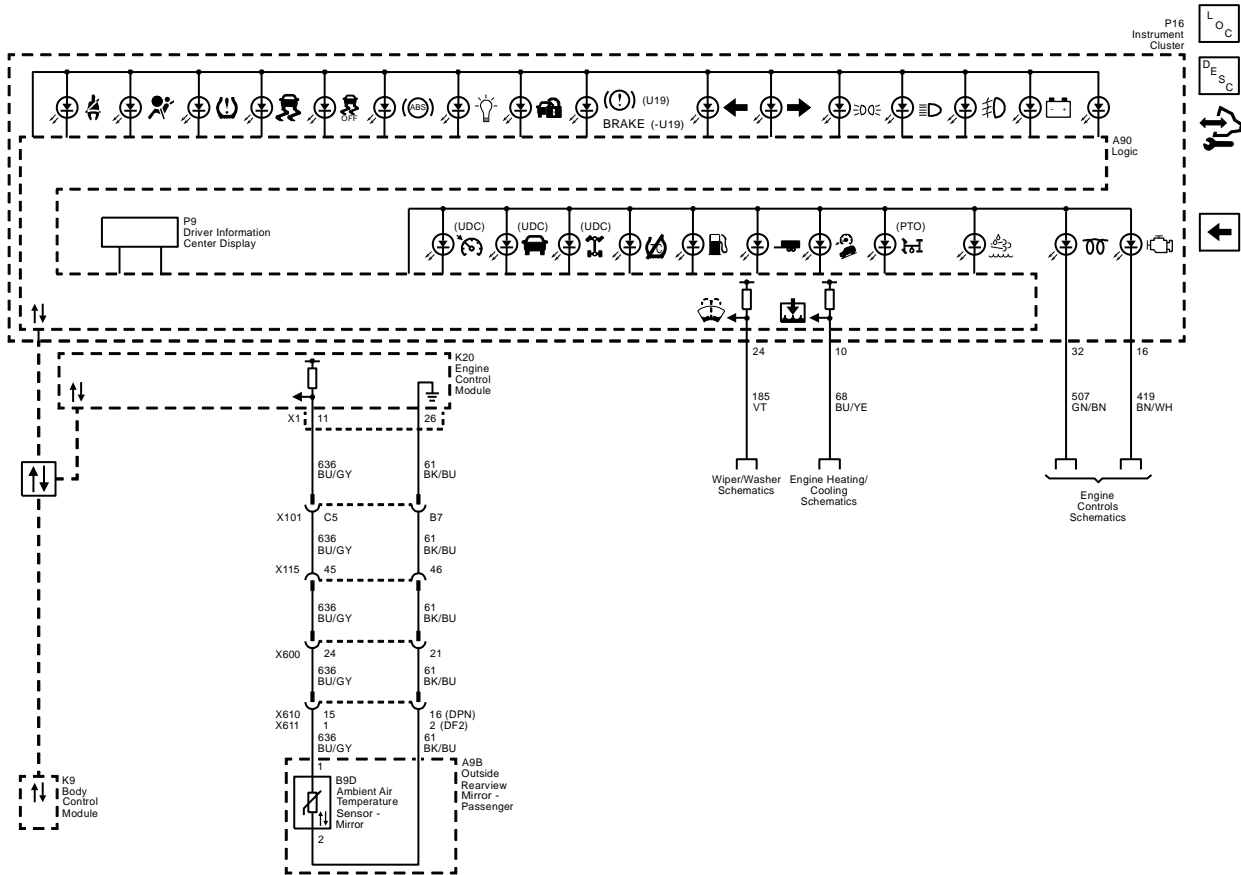 P16
Instrument
Cluster
L
O
C
D
E
S
C
OFF
ABS
(U19)
BRAKE (-U19)
- +
A90
Logic
P9
Driver Information
Center Display
(UDC)
(UDC)
(UDC)
TC
(PTO)
24
10
32
16
K20
Engine
Control
Module
185
VT
68
BU/YE
507
GN/BN
419
BN/WH
X1
11
26
636
BU/GY
61
BK/BU
Wiper/Washer
Schematics
Engine Heating/
Cooling
Schematics
Engine
Controls
Schematics
X101
C5
B7
636
BU/GY
61
BK/BU
X115
45
46
636
BU/GY
61
BK/BU
X600
24
21
636
BU/GY
61
BK/BU
X610
15
16 (DPN)
X611
1
2 (DF2)
636
BU/GY
61
BK/BU
1
A9B
Outside
Rearview
Mirror -
Passenger
B9D
Ambient Air
Temperature
Sensor -
Mirror
2
K9
Body
Control
Module